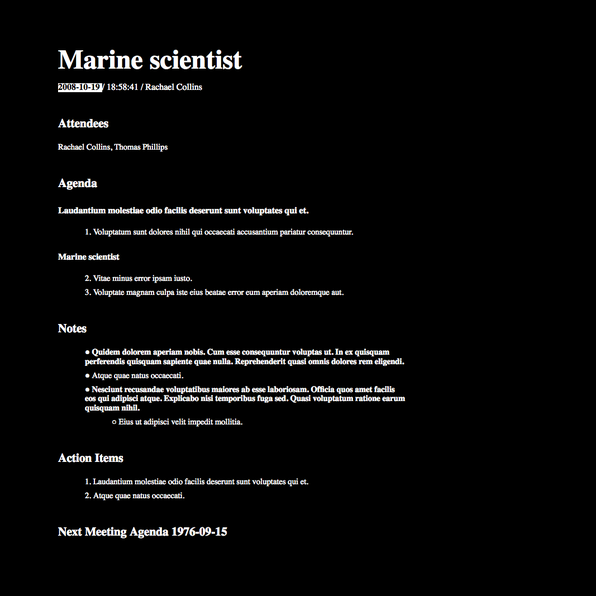 Marine scientist
2008-10-19 / 18:58:41 / Rachael Collins
Attendees
Rachael Collins, Thomas Phillips
Agenda
Laudantium molestiae odio facilis deserunt sunt voluptates qui et.
1. Voluptatum sunt dolores nihil qui occaecati accusantium pariatur consequuntur.
Marine scientist
2. Vitae minus error ipsam iusto.
3. Voluptate magnam culpa iste eius beatae error eum aperiam doloremque aut.
Notes
● Quidem dolorem aperiam nobis. Cum esse consequuntur voluptas ut. In ex quisquam
perferendis quisquam sapiente quae nulla. Reprehenderit quasi omnis dolores rem eligendi.
● Atque quae natus occaecati.
● Nesciunt recusandae voluptatibus maiores ab esse laboriosam. Officia quos amet facilis
eos qui adipisci atque. Explicabo nisi temporibus fuga sed. Quasi voluptatum ratione earum
quisquam nihil.
○ Eius ut adipisci velit impedit mollitia.
Action Items
1. Laudantium molestiae odio facilis deserunt sunt voluptates qui et.
2. Atque quae natus occaecati.
Next Meeting Agenda 1976-09-15